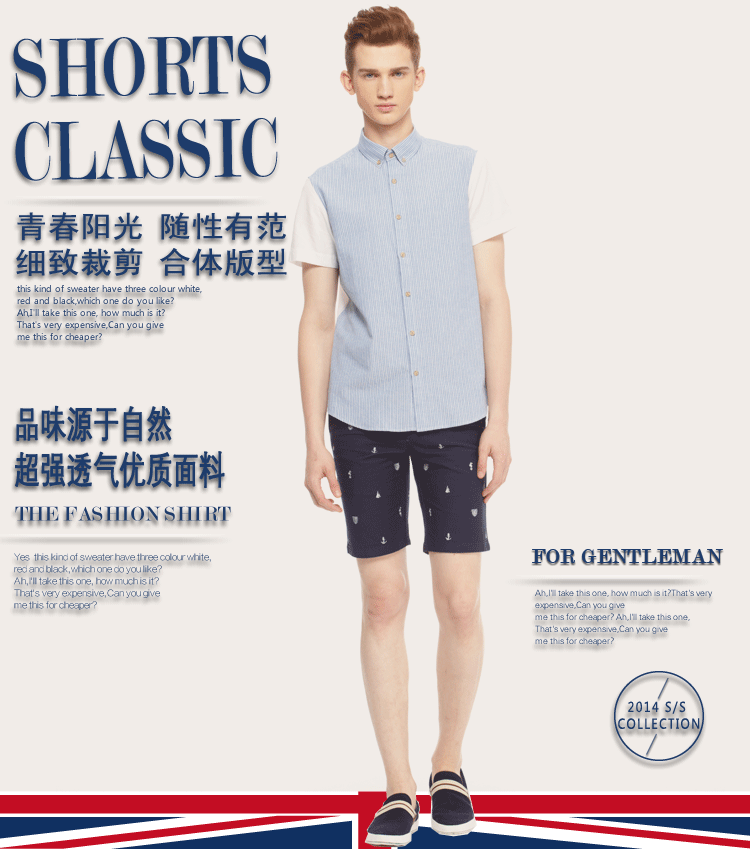 SHORTS
CLASSIC
青春阳光 随性有范
细致裁剪 合体版型
this kind of sweater have three colour white,
red and black,which one do you like?
Ah,I'll take this one, how much is it?
That's very expensive,Can you give
me this for cheaper?
品味源于自然
超强透气优质面料
THE FASHION SHIRT
Yes this kind of sweater have three colour white,
red and black,which one do you like?
Ah,I'll take this one, how much is it?
That's very expensive,Can you give
me this for cheaper?
FOR GENTLEMAN
Ah,I'll take this one, how much is it?That's very
expensive,Can you give
me this for cheaper? Ah,I'll take this one,
That's very expensive,Can you give
me this for cheaper?
2014 S/S
COLLECTION